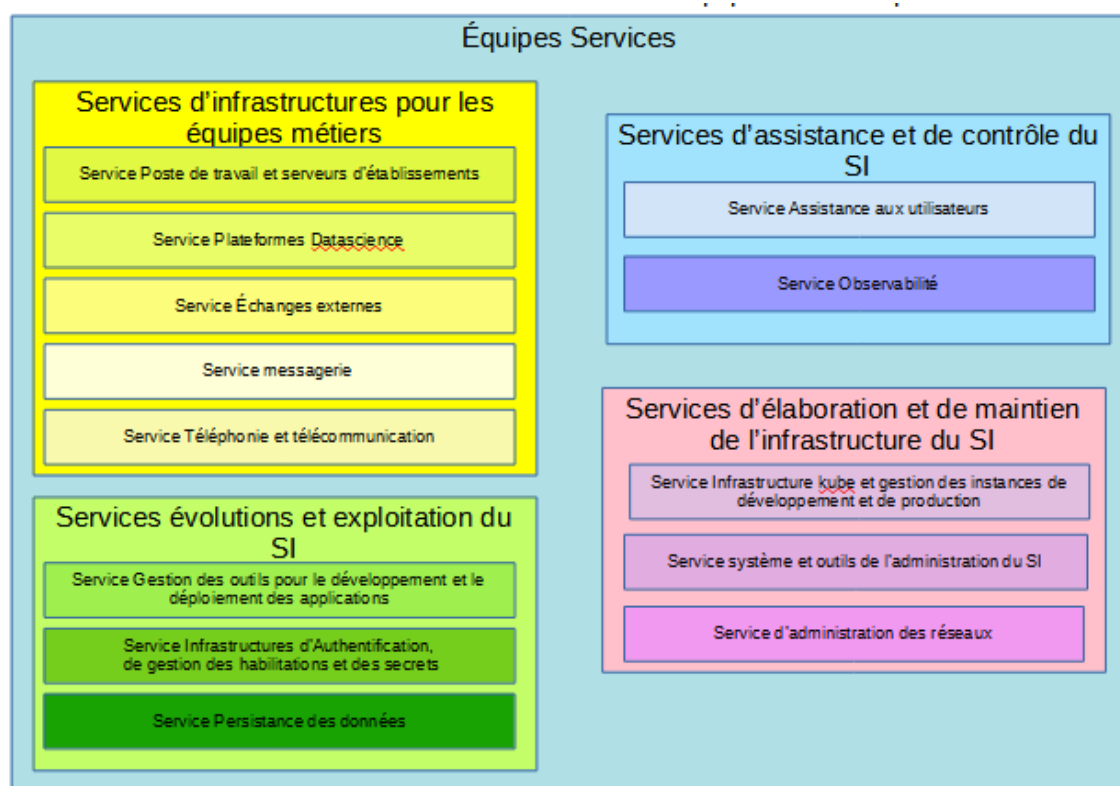 Équipes Services
Services d'infrastructures pour les
équipes métiers
Service Poste de travail et serveurs d'établissements
Service Plateformes Datascience
Service Échanges externes
Service messagerie
Service Téléphonie et télécommunication
Services évolutions et exploitation du
SI
Service Gestion des outils pour le développement et le
déploiement des applications
Service Infrastructures d'Authentification,
de gestion des habilitations et des secrets
Service Persistance des données
Services d'assistance et de contrôle du
SI
Service Assistance aux utilisateurs
Service Observabilité
Services d'élaboration et de maintien
de l'infrastructure du SI
Service Infrastructure kube et gestion des instances de
développement et de production
Service système et outils de l'administration du SI
Service d'administration des réseaux